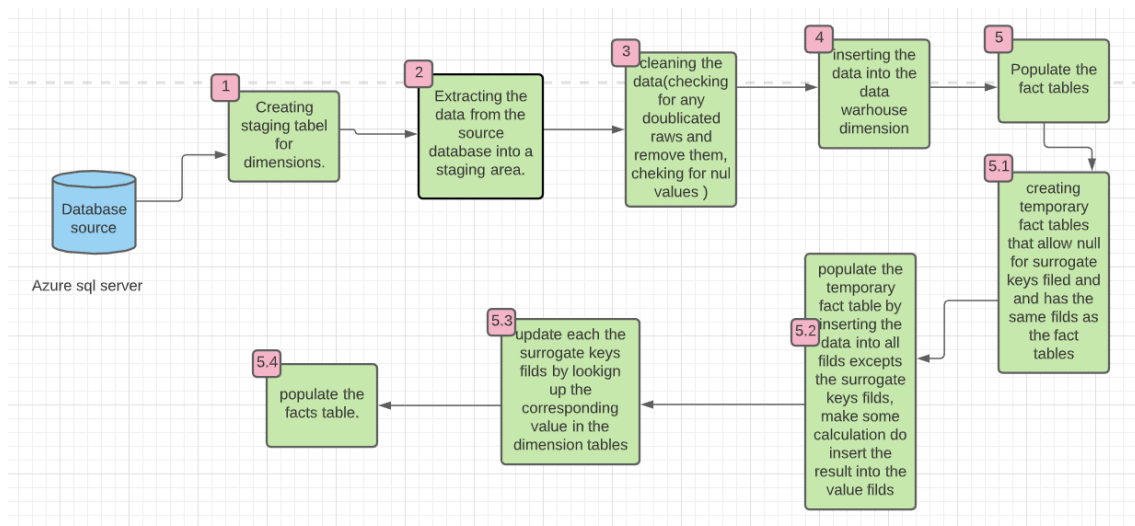 Database
source
Azure sql server
1
Creating
staging tabel
for
dimensions.
2
Extracting the
data from the
source
database into a
staging area.
3
cleaning the
data(checking
for any
doublicated
raws and
remove them,
cheking for nul
values )
4
inserting the
data into the
data
warhouse
dimension
5
Populate the
fact tables
5.1
creating
temporary
fact tables
that allow null
for surrogate
keys filed and
and has the
same filds as
the fact
tables
5.2
populate the
temporary
fact table by
inserting the
data into all
filds excepts
the surrogate
keys filds,
make some
calculation do
insert the
result into the
value filds
5.3
update each the
surrogate keys
filds by lookign
up the
corresponding
value in the
dimension tables
5.4
populate the
facts table.